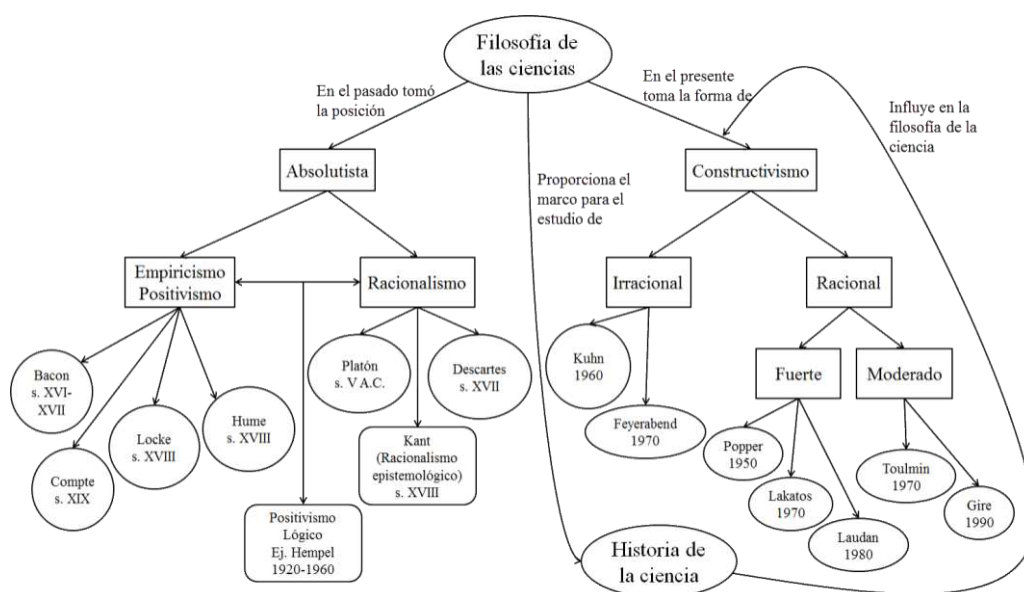 Filosofía de
las ciencias
En el pasado tomó
la posición
En el presente
toma la forma de
Influye en la
filosofía de la
ciencia
Absolutista
Proporciona el
marco para el
estudio de
Constructivismo
Empiricismo
Positivismo
Racionalismo
Irracional
Racional
Bacon
s. XVI-
XVII
Compte
s. XIX
Locke
s. XVIII
Hume
s. XVIII
Platón
s. V A.C.
Descartes
s. XVII
Kant
(Racionalismo
epistemológico)
s. XVIII
Positivismo
Lógico
Ej. Hempel
1920-1960
Kuhn
1960
Feyerabend
1970
Fuerte
Moderado
Popper
1950
Lakatos
1970
Laudan
1980
Toulmin
1970
Gire
1990
Historia de
la ciencia